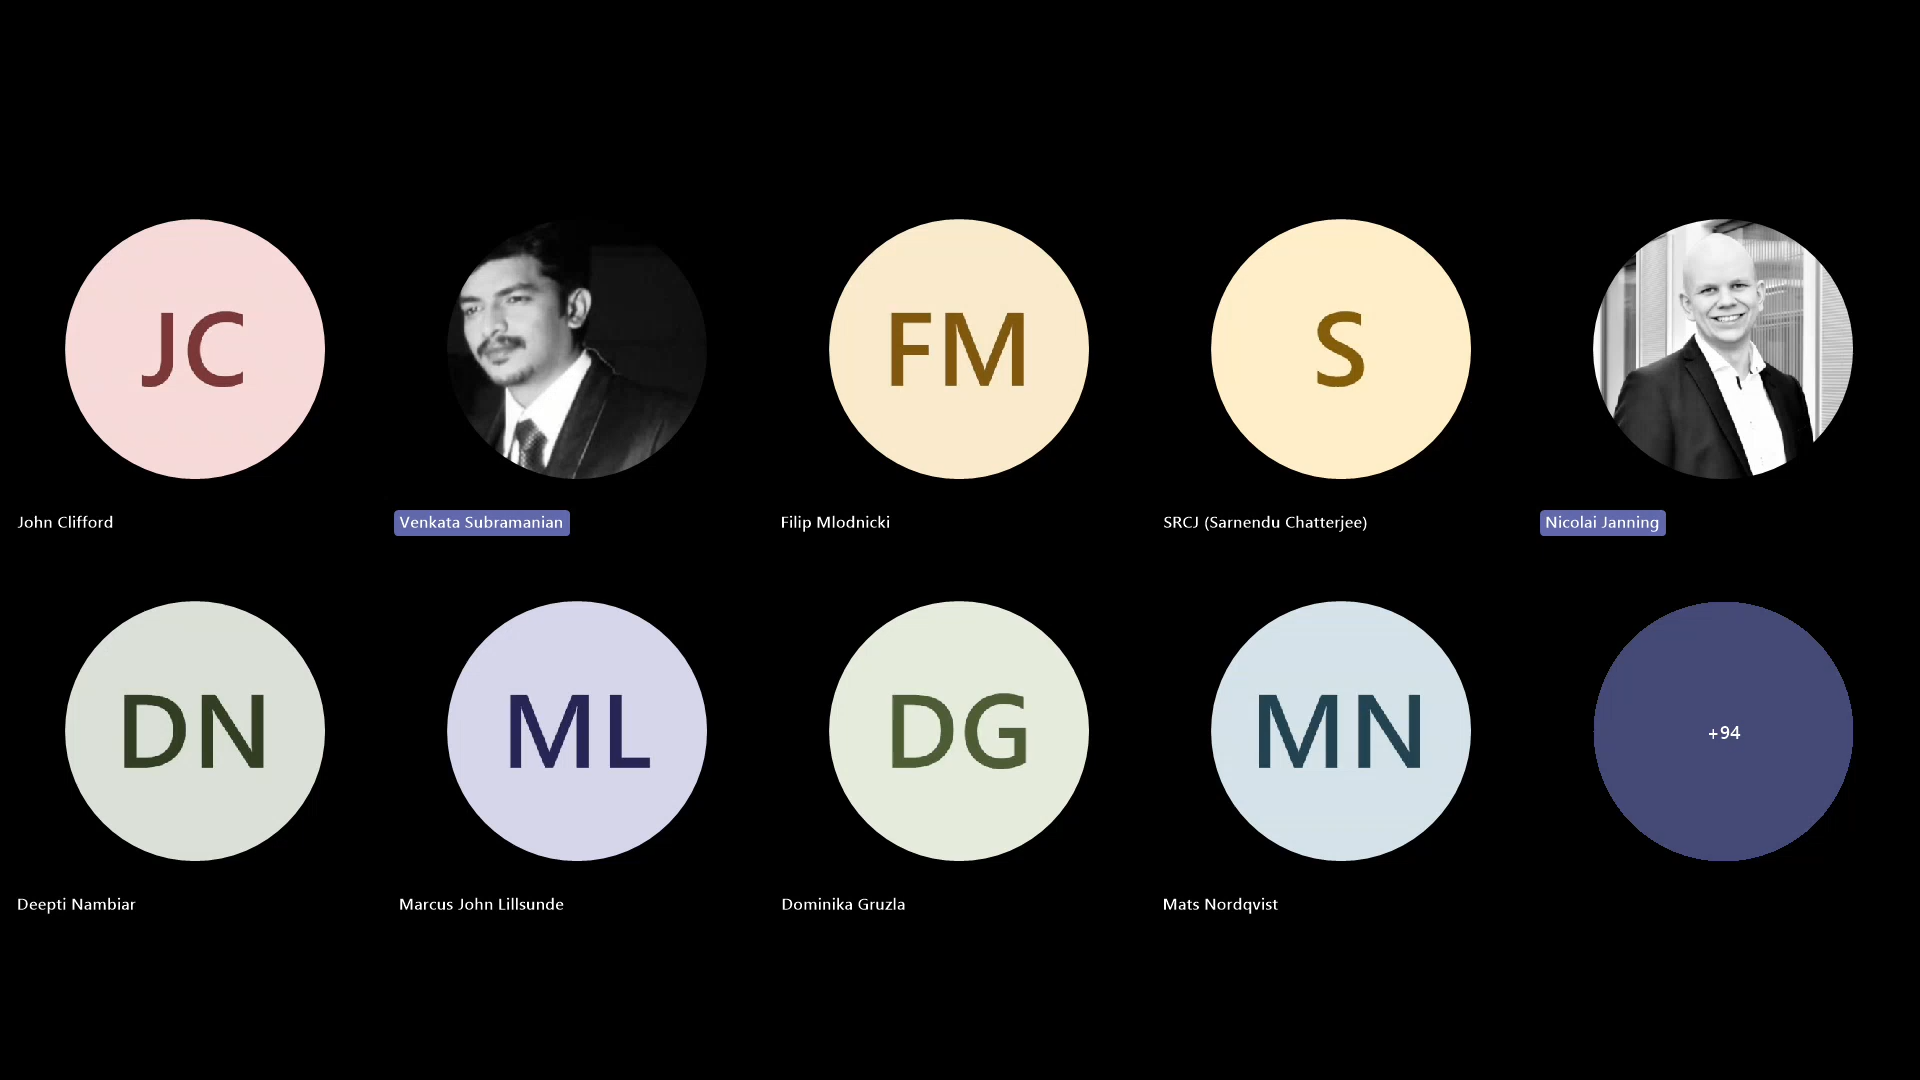 JC
FM
S
John Clifford
Venkata Subramanian
Filip Mlodnicki
SRCJ (Sarnendu Chatterjee)
Nicolai Janning
DN
ML
DG
MN
+94
Deepti Nambiar
Marcus John Lillsunde
Dominika Gruzla
Mats Nordqvist